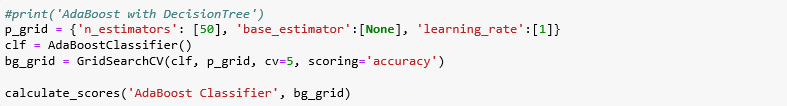 #print('AdaBoost with DecisionTree')
p_grid = {'n_estimators': [50], 'base_estimator':[None], 'learning_rate':[1]}
clf = AdaBoostClassifier()
bg_grid = GridSearchCV(clf, p_grid, cv=5, scoring='accuracy')
calculate_scores('AdaBoost Classifier', bg_grid)